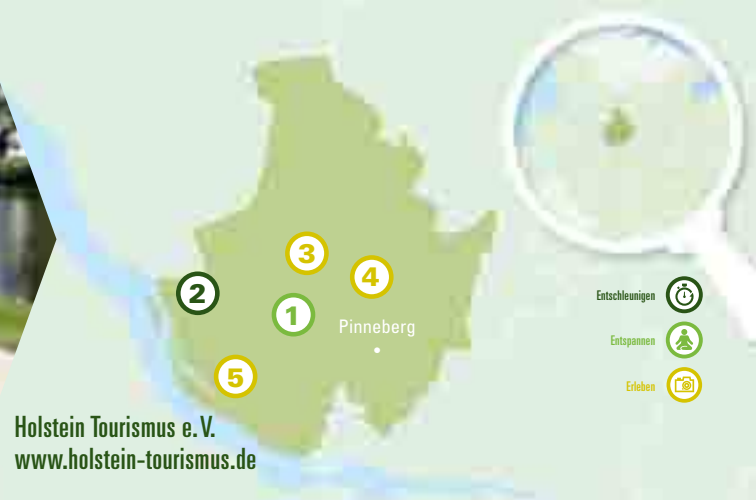 3
4
2
1
Pinneberg
5
Entschleunigen
Entspannen
Erleben
Holstein Tourismus e. V.
www.holstein-tourismus.de